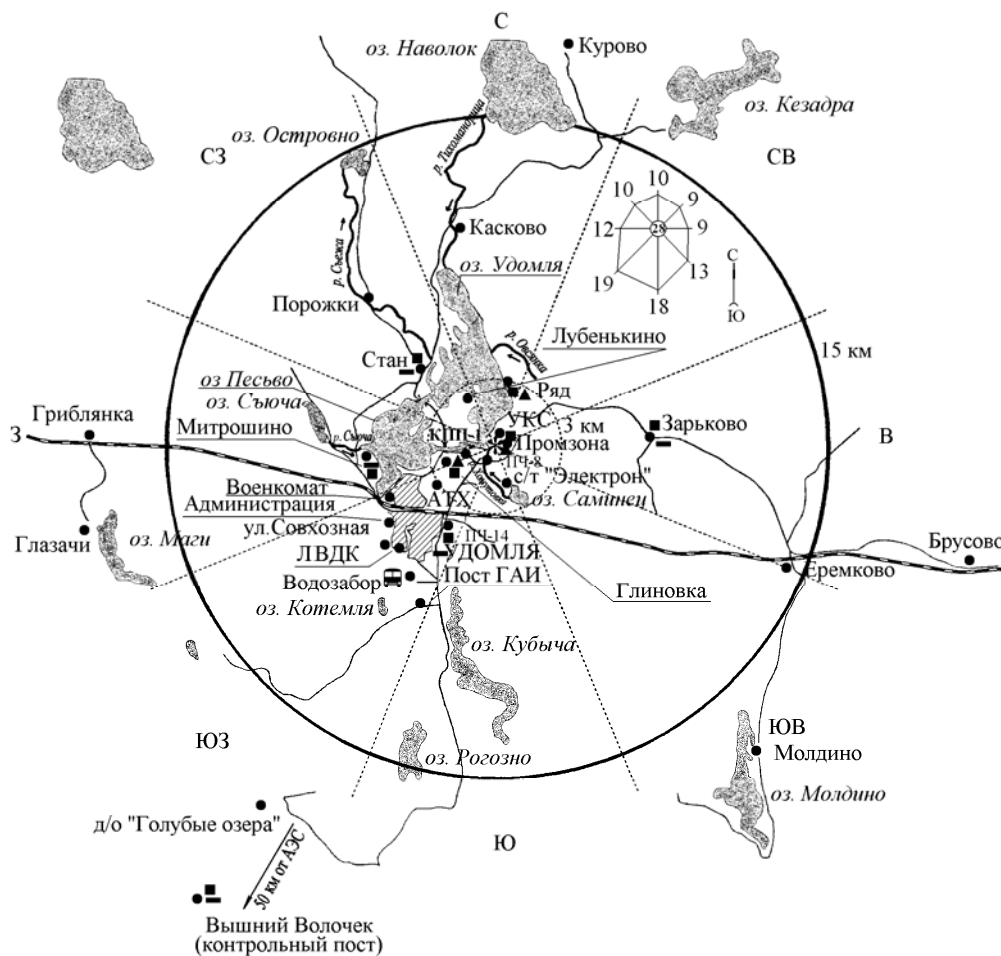 С
оз. Наволок
Курово
оз. Кезадра
оз. Островно
р. Тихомандрица
СЗ
СВ
10
10
9
12
28
9
19
13
18
С
Ю
Касково
оз. Удомля
р. Съежа
Порожки
Лубенькино
15 км
р. Овсянка
Стан
Ряд
оз Песьво
оз. Съюча
УКС
3 км
Гриблянка
З
Митрошино
р. Сьюча
КПП-1
Промзона
Зарьково
В
ПЧ-8
с/т "Электрон"
Военкомат
АТХ
оз. Саминец
Администрация
ул.Совхозная
Глазачи
оз. Маги
ПЧ-14
ЛВДК
УДОМЛЯ
Брусово
Еремково
Водозабор
Пост ГАИ
Глиновка
оз. Котемля
оз. Кубыча
ЮЗ
ЮВ
оз. Рогозно
Молдино
оз. Молдино
д/о "Голубые озера"
Ю
50 км от АЭС
Вышний Волочек
(контрольный пост)